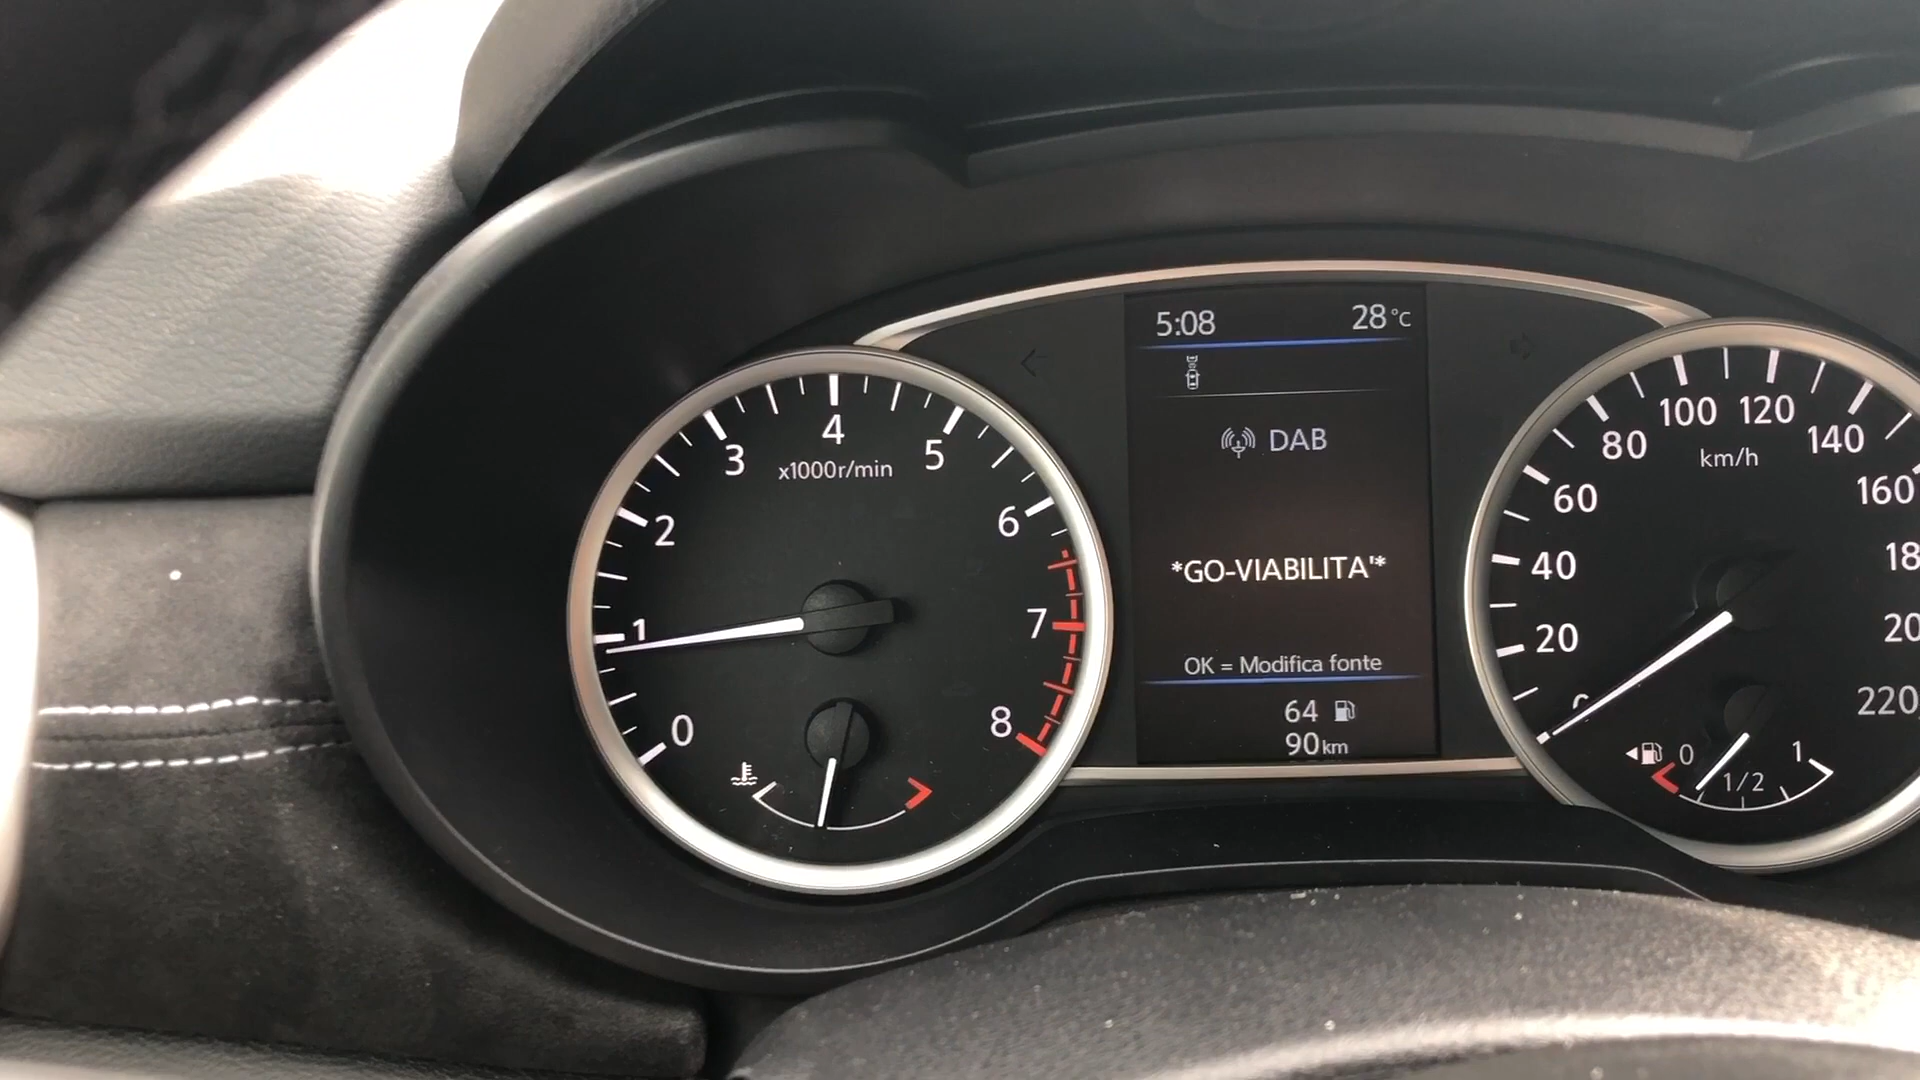 0
1
2
3
4
5
6
7
8
x1000r/min
5:08 28°C
DAB
*GO-VIABILITA'*
OK = Modifica fonte
64
90km
20
40
60
80
100
120
140
160
220
km/h
0 1/2 1